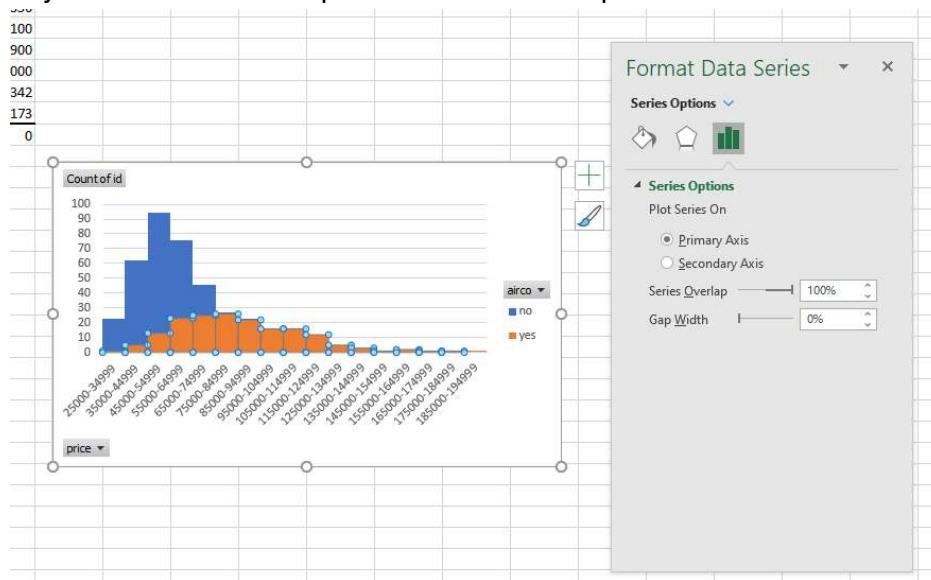 100
900
000
342
173
0
Format Data Series
Series Options
Series Options
Plot Series On
Primary Axis
Secondary Axis
Series Overlap 100%
Gap Width 0%
Count of id
100
90
80
70
60
50
40
30
20
10
0
airco
no
yes
25000-34999
35000-44999
45000-54999
55000-64999
65000-74999
75000-84999
85000-94999
95000-104999
105000-114999
115000-124999
125000-134999
135000-144999
145000-154999
155000-164999
165000-174999
175000-184999
185000-194999
price